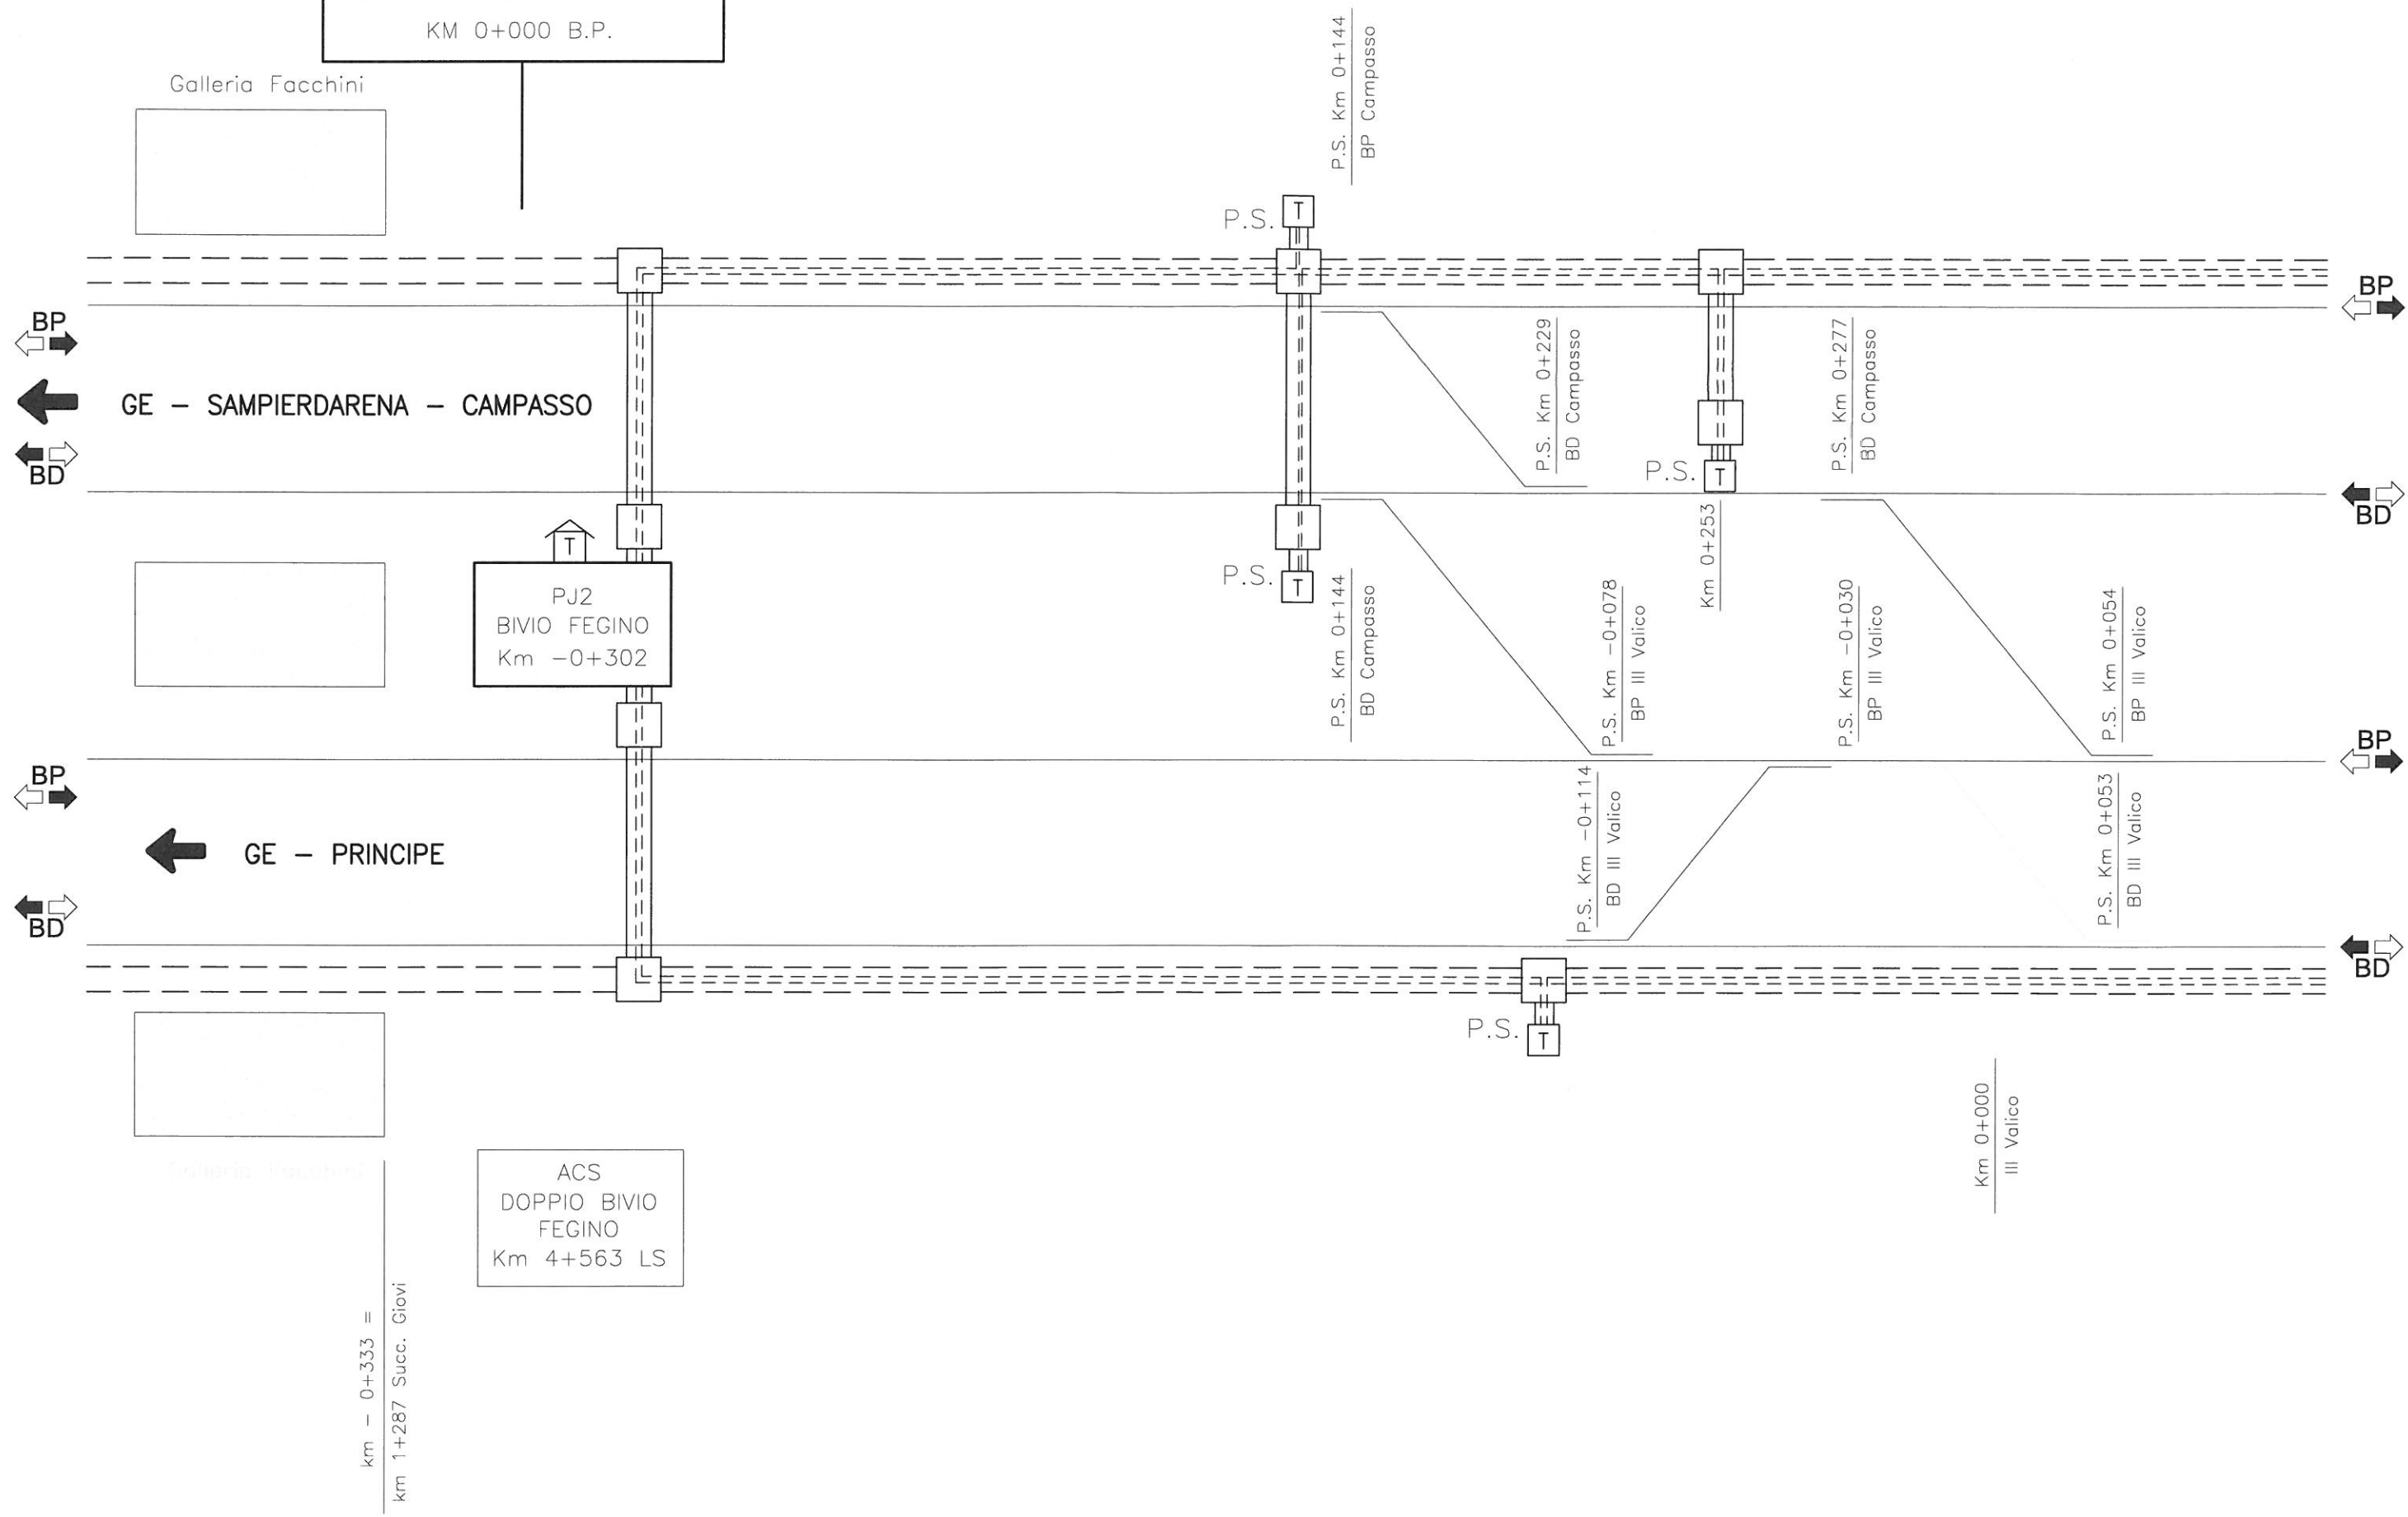 KM 0+000 B.P.
Galleria Facchini
P.S. Km 0+144
BP Campasso
P.S.
T
BP
BP
GE – SAMPIERDARENA – CAMPASSO
BD
P.S. Km 0+229
BD Campasso
P.S. Km 0+277
BD Campasso
P.S.
T
BD
Km 0+253
T
PJ2
BIVIO FEGINO
Km –0+302
P.S.
T
P.S. Km 0+144
BD Campasso
P.S. Km –0+078
BP III Valico
P.S. Km –0+030
BP III Valico
P.S. Km 0+054
BP III Valico
BP
BP
GE – PRINCIPE
BD
P.S. Km –0+114
BD III Valico
P.S. Km 0+053
BD III Valico
BD
P.S.
T
Km 0+000
III Valico
Galleria Facchini
ACS
DOPPIO BIVIO
FEGINO
Km 4+563 LS
km – 0+333 =
km 1+287 Succ. Giovi